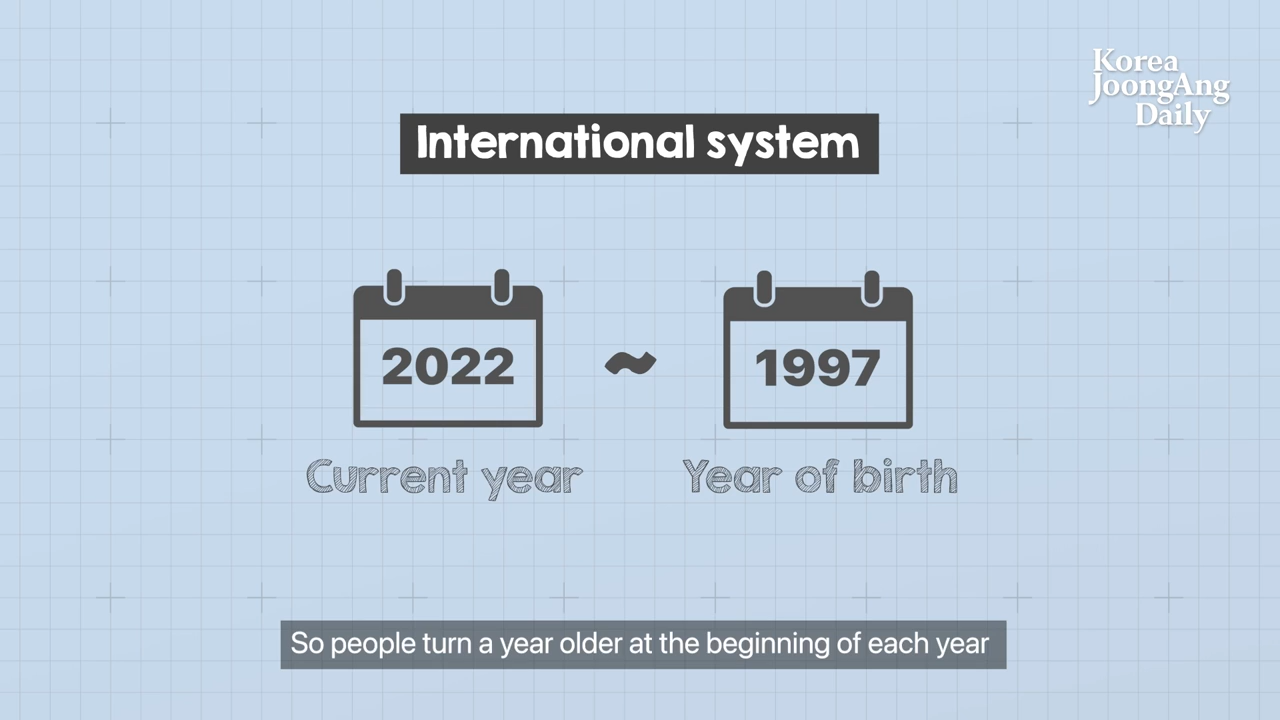 Korea
JoongAng
Daily
International system
2022 ~ 1997
Current year Year of birth
So people turn a year older at the beginning of each year